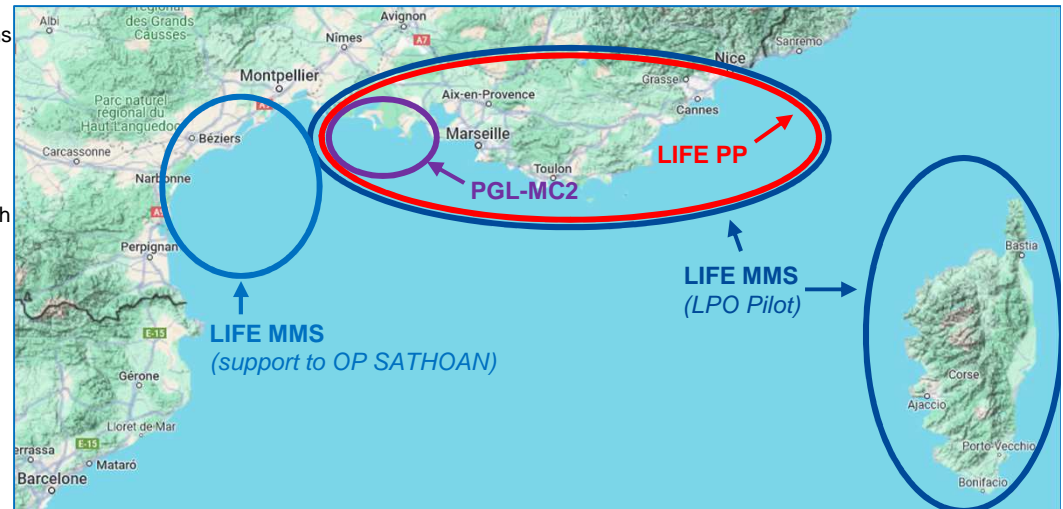 Albi
régional
des Grands
Causses
Avignon
A7
Nîmes
Sanremo
Montpellier
Nice
Grasse
Parc naturel
régional du
Haut Languedoc
A9
Aix-en-Provence
Cannes
Béziers
Marseille
LIFE PP
Carcassonne
Toulon
Narbonne
PGL-MC2
Perpignan
Bastia
LIFE MMS
(LPO Pilot)
LIFE MMS
(support to OP SATHOAN)
E-15
Gérone
Corse
Ajaccio
Lloret de Mar
E-15
Porto-Vecchio
Mataró
Barcelone
Bonifacio